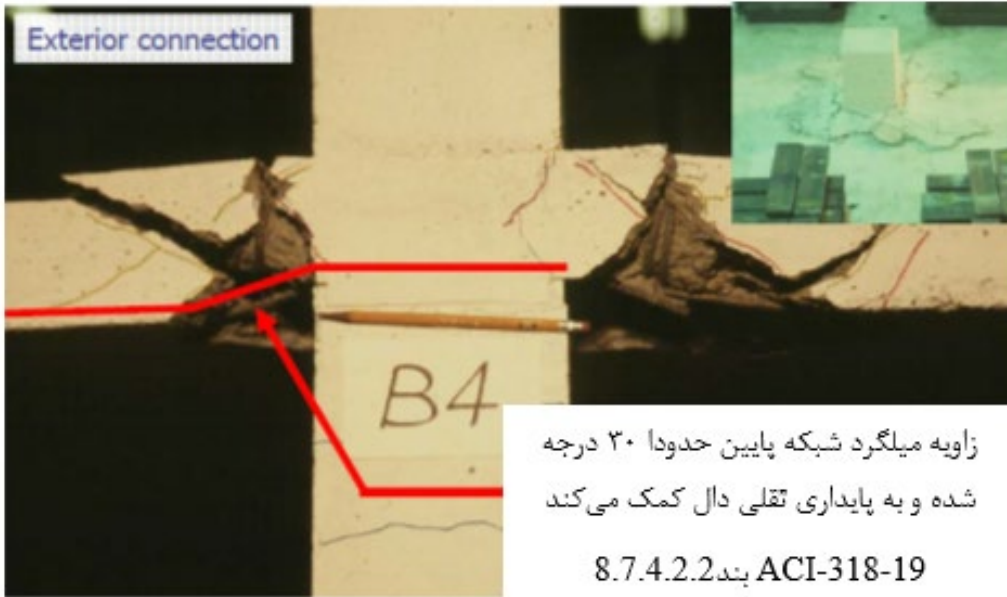 Exterior connection
B4
زاویه میلگرد شبکه پایین حدودا ۳۰ درجه
شده و به پایداری ثقلی دال کمک می‌کند
ACI-318-19 بند8.7.4.2.2